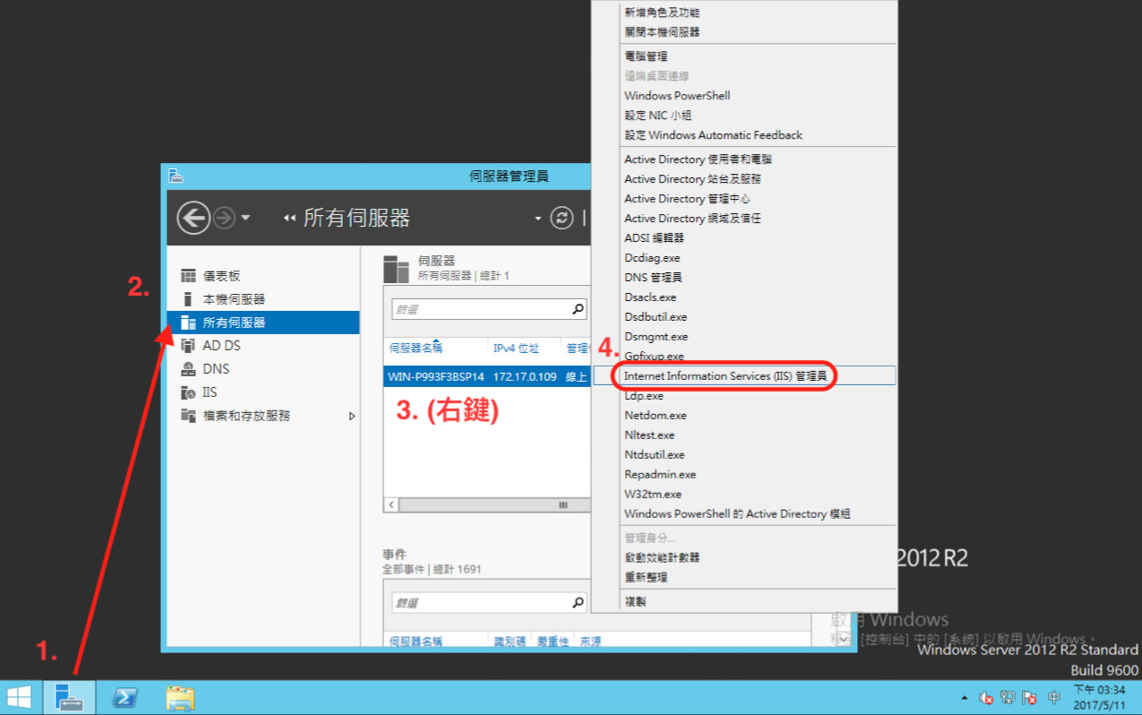 新增角色及功能
關閉本機伺服器
電腦管理
遠端桌面連線
Windows PowerShell
設定 NIC 小組
設定 Windows Automatic Feedback
Active Directory 使用者和電腦
Active Directory 站台及服務
Active Directory 管理中心
Active Directory 網域及信任
ADSI 編輯器
Dcdiag.exe
DNS 管理員
Dsacls.exe
Dsdbutil.exe
Dsmgmt.exe
Gpfixup.exe
4.
Internet Information Services (IIS) 管理員
Ldp.exe
Netdom.exe
Nltest.exe
Ntdsutil.exe
Repadmin.exe
W32tm.exe
Windows PowerShell 的 Active Directory 模組
管理身分...
啟動效能計數器
重新整理
複製
伺服器管理員
所有伺服器
2.
儀表板
本機伺服器
所有伺服器
AD DS
DNS
IIS
檔案和存放服務
伺服器
所有伺服器 | 總計 1
篩選
伺服器名稱 IPv4 位址 管理
WIN-P993F3BSP14 172.17.0.109 線上
3. (右鍵)
事件
全部事件 | 總計 1691
篩選
伺服器名稱 識別碼 嚴重性 來源
2012 R2
Windows
[控制台] 中的 [系統] 以啟用 Windows。
Windows Server 2012 R2 Standard
Build 9600
1.
中
下午 03:34
2017/5/11